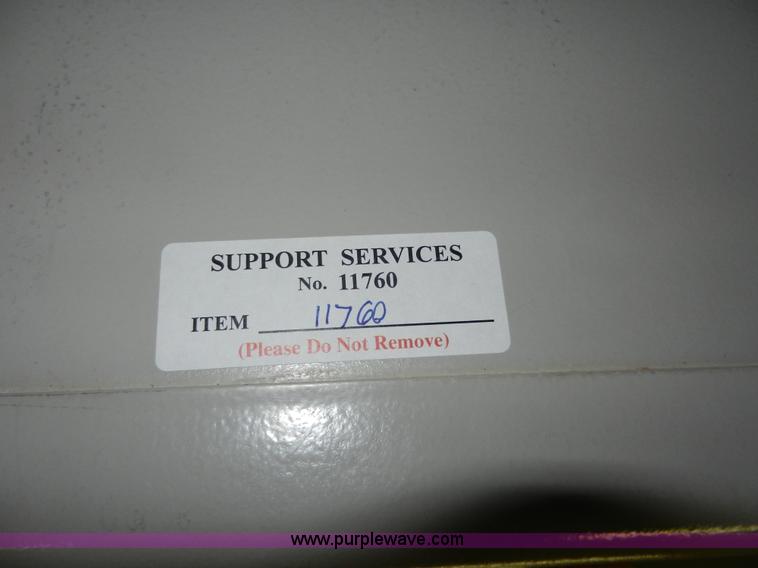 SUPPORT SERVICES
No. 11760
ITEM 11760
(Please Do Not Remove)
www.purplewave.com